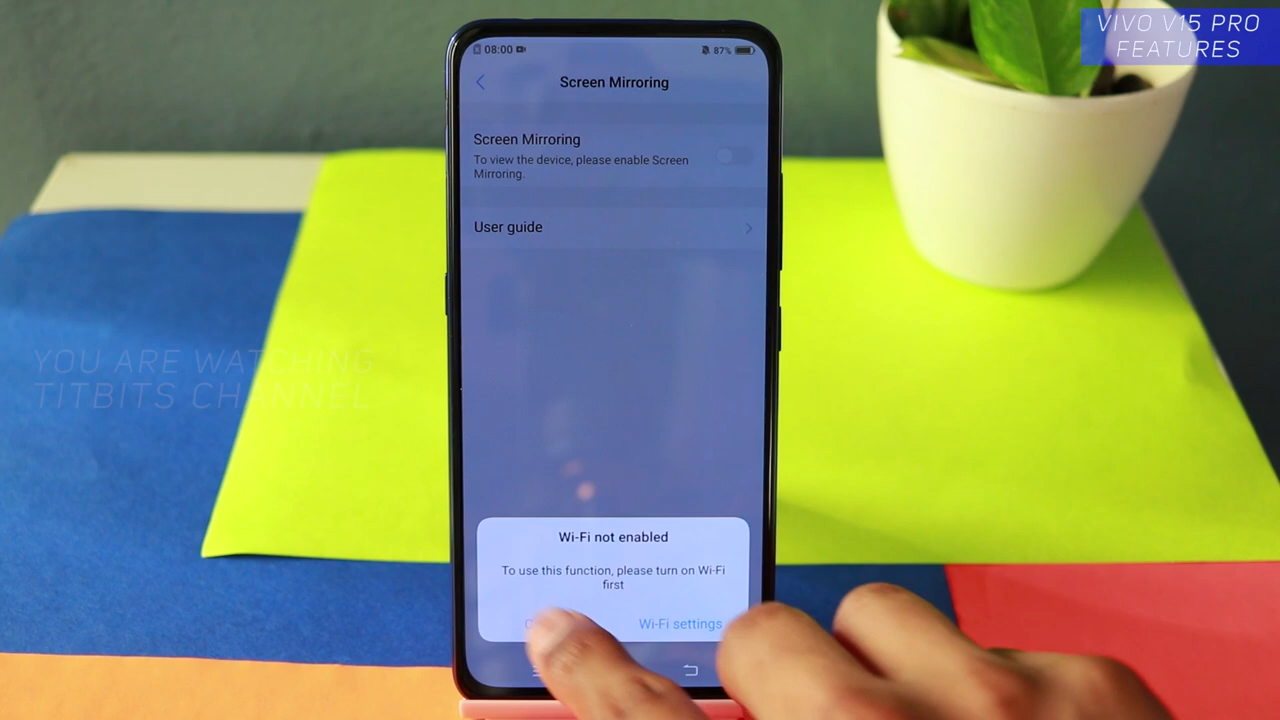 VIVO V15 PRO
FEATURES
08:00
87%
Screen Mirroring
Screen Mirroring
To view the device, please enable Screen
Mirroring.
User guide
YOU ARE WATCHING
TITBITS CHANNEL
Wi-Fi not enabled
To use this function, please turn on Wi-Fi
first
Wi-Fi settings